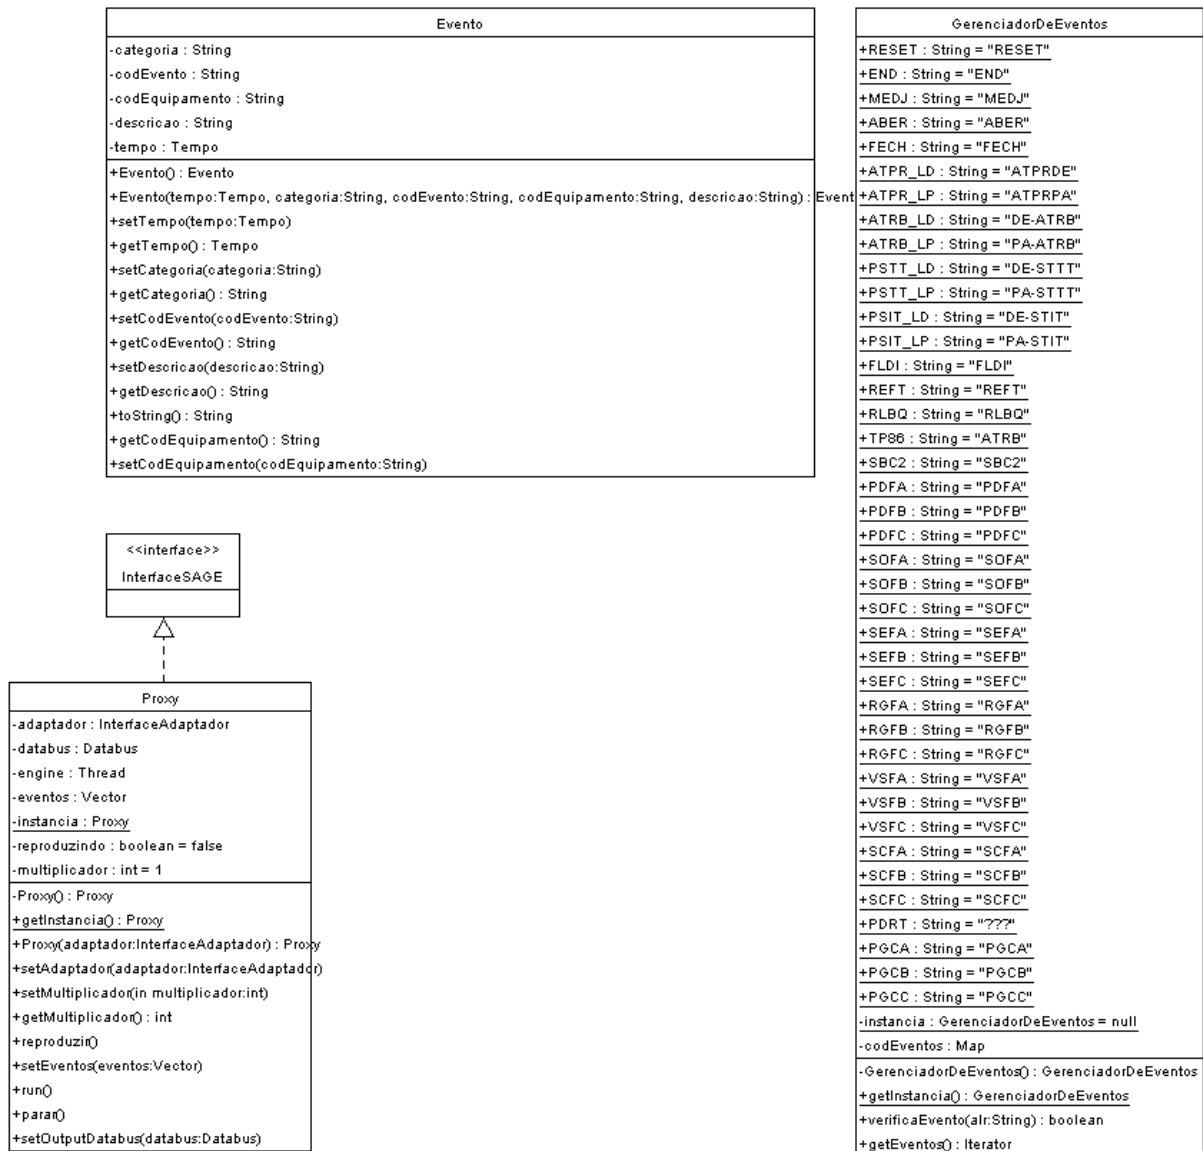 Evento
-categoria : String
-codEvento : String
-codEquipamento : String
-descricao : String
-tempo : Tempo
+Evento() : Evento
+Evento(tempo:Tempo, categoria:String, codEvento:String, codEquipamento:String, descricao:String) : Event
+setTempo(tempo:Tempo)
+getTempo() : Tempo
+setCategoria(categoria:String)
+getCategoria() : String
+setCodEvento(codEvento:String)
+getCodEvento() : String
+setDescricao(descricao:String)
+getDescricao() : String
+toString() : String
+getCodEquipamento() : String
+setCodEquipamento(codEquipamento:String)
<<interface>>
InterfaceSAGE
Proxy
-adaptador : InterfaceAdaptador
-databus : Databus
-engine : Thread
-eventos : Vector
-instancia : Proxy
-reproduzindo : boolean = false
-multiplicador : int = 1
-Proxy() : Proxy
+getInstancia() : Proxy
+Proxy(adaptador:InterfaceAdaptador) : Proxy
+setAdaptador(adaptador:InterfaceAdaptador)
+setMultiplicador(in multiplicador:int)
+getMultiplicador() : int
+reproduzir()
+setEventos(eventos:Vector)
+run()
+parar()
+setOutputDatabus(databus:Databus)
GerenciadorDeEventos
+RESET : String = "RESET"
+END : String = "END"
+MEDJ : String = "MEDJ"
+ABER : String = "ABER"
+FECH : String = "FECH"
+ATPR_LD : String = "ATPRDE"
+ATPR_LP : String = "ATPRPA"
+ATRB_LD : String = "DE-ATRB"
+ATRB_LP : String = "PA-ATRB"
+PSTT_LD : String = "DE-STTT"
+PSTT_LP : String = "PA-STTT"
+PSIT_LD : String = "DE-STIT"
+PSIT_LP : String = "PA-STIT"
+FLDI : String = "FLDI"
+REFT : String = "REFT"
+RLBQ : String = "RLBQ"
+TP86 : String = "ATRB"
+SBC2 : String = "SBC2"
+PDFA : String = "PDFA"
+PDFB : String = "PDFB"
+PDFC : String = "PDFC"
+SOFA : String = "SOFA"
+SOFB : String = "SOFB"
+SOFC : String = "SOFC"
+SEFA : String = "SEFA"
+SEFB : String = "SEFB"
+SEFC : String = "SEFC"
+RGFA : String = "RGFA"
+RGFB : String = "RGFB"
+RGFC : String = "RGFC"
+VSFA : String = "VSFA"
+VSFB : String = "VSFB"
+VSFC : String = "VSFC"
+SCFA : String = "SCFA"
+SCFB : String = "SCFB"
+SCFC : String = "SCFC"
+PDRT : String = "???"
+PGCA : String = "PGCA"
+PGCB : String = "PGCB"
+PGCC : String = "PGCC"
-instancia : GerenciadorDeEventos = null
-codEventos : Map
-GerenciadorDeEventos() : GerenciadorDeEventos
+getInstancia() : GerenciadorDeEventos
+verificaEvento(alr:String) : boolean
+getEventos() : Iterator